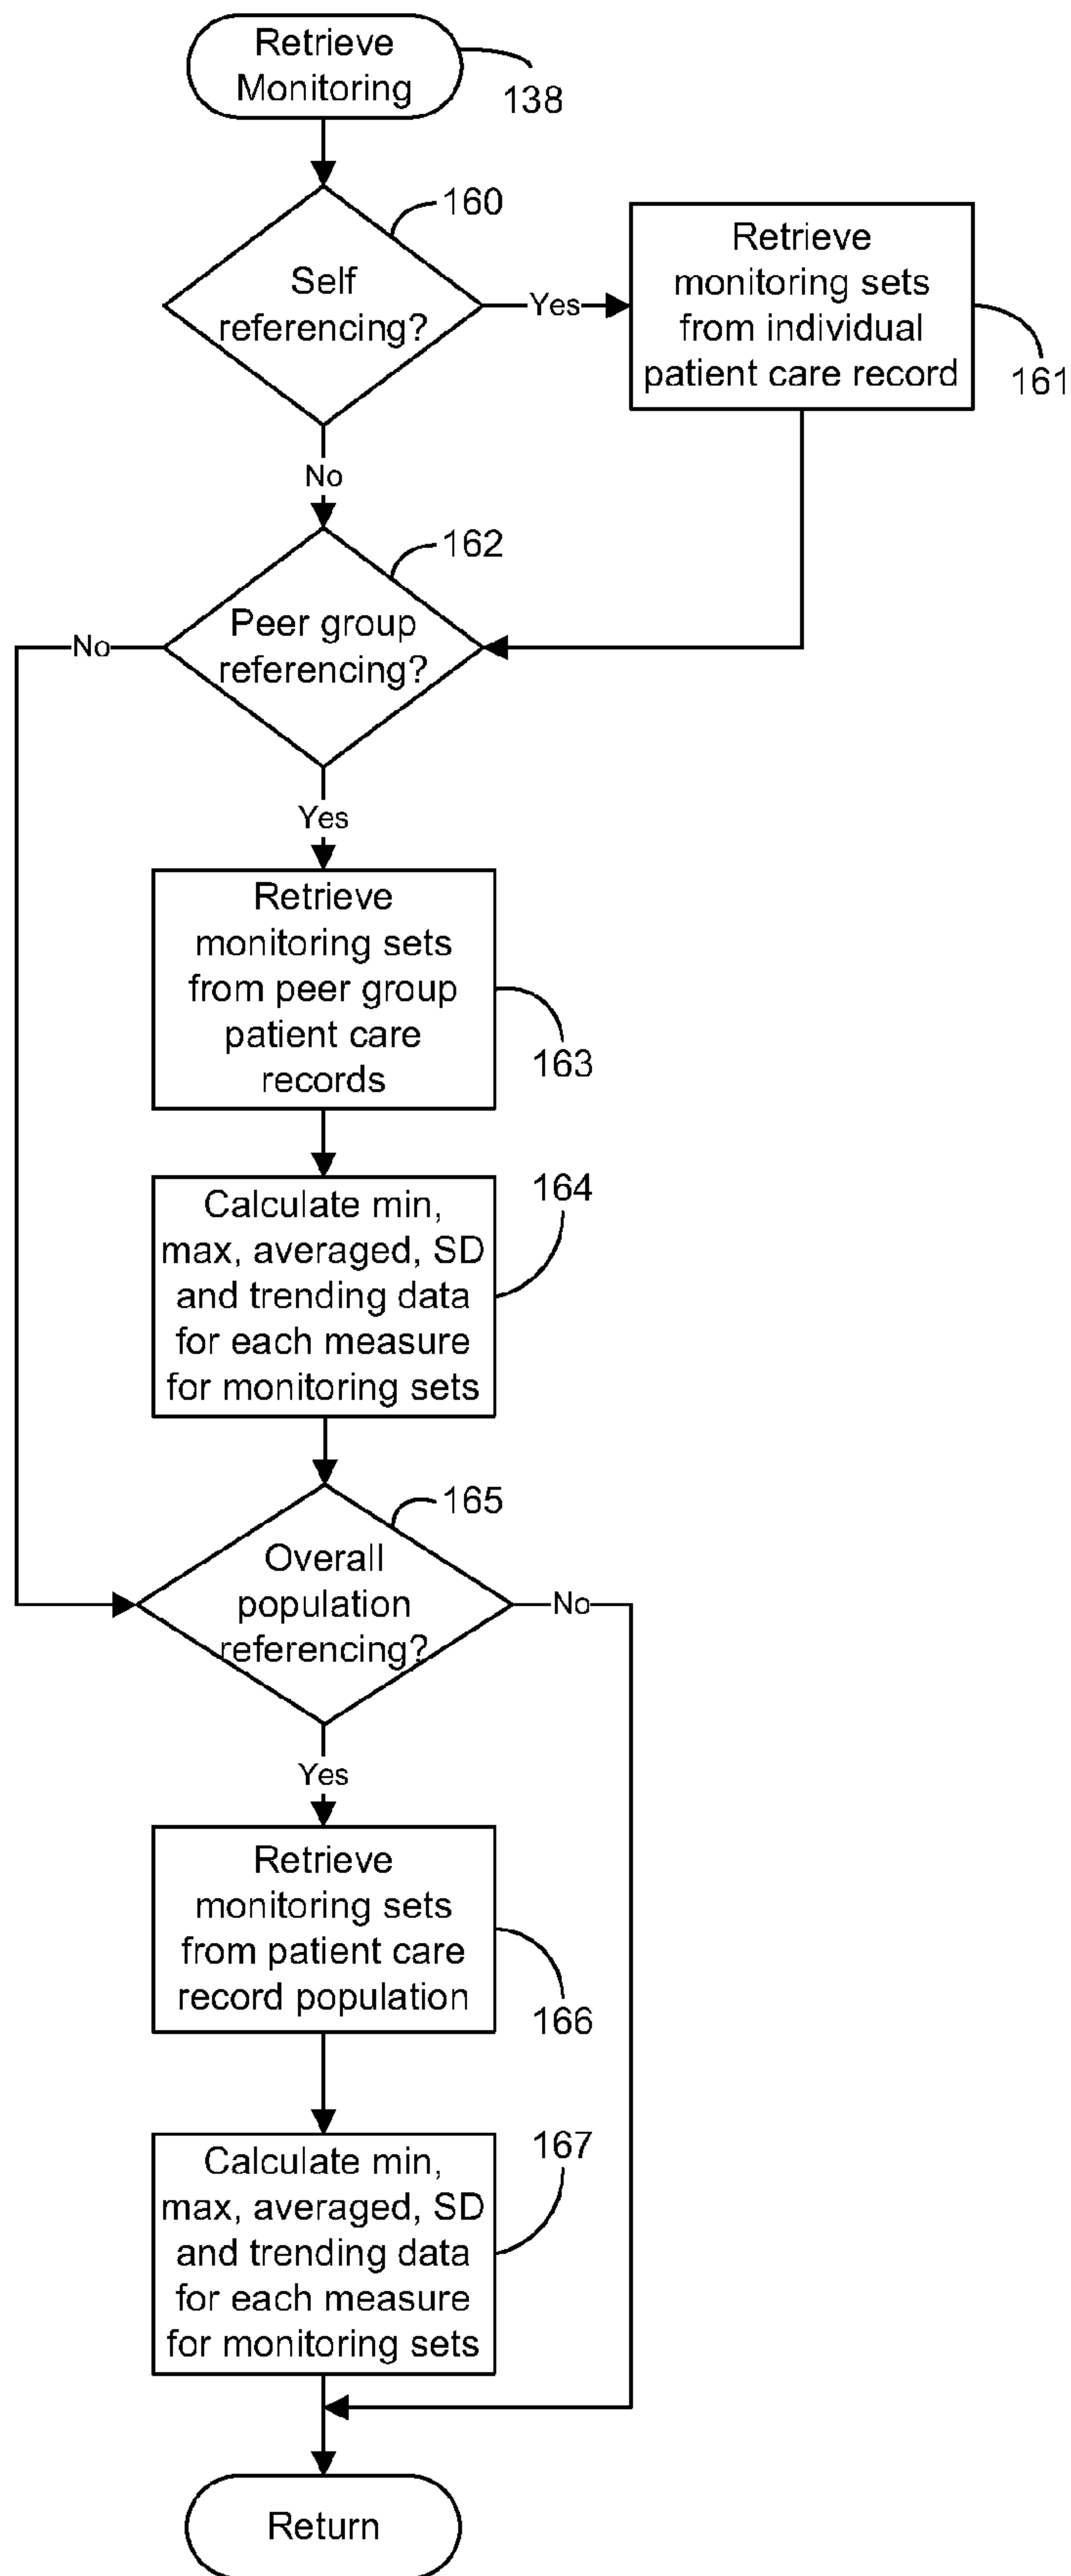 Retrieve
Monitoring
138
160
Self
referencing?
Yes
Retrieve
monitoring sets
from individual
patient care record
161
No
162
Peer group
referencing?
No
Yes
Retrieve
monitoring sets
from peer group
patient care
records
163
164
Calculate min,
max, averaged, SD
and trending data
for each measure
for monitoring sets
165
Overall
population
referencing?
No
Yes
Retrieve
monitoring sets
from patient care
record population
166
167
Calculate min,
max, averaged, SD
and trending data
for each measure
for monitoring sets
Return